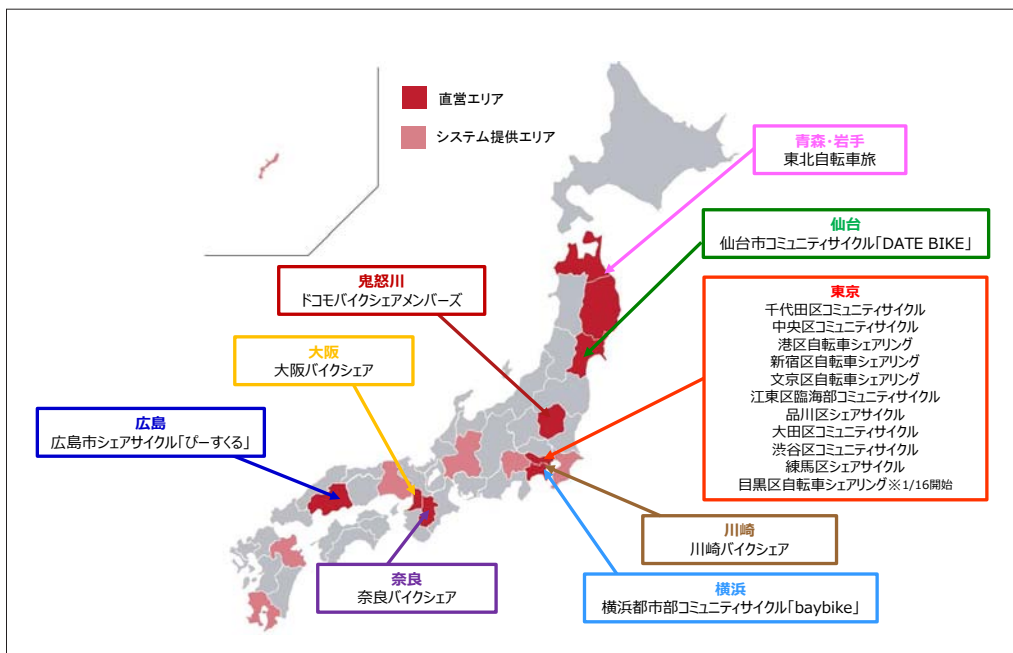 直営エリア
システム提供エリア
青森・岩手
東北自転車旅
仙台
仙台市コミュニティサイクル「DATE BIKE」
鬼怒川
ドコモバイクシェアメンバーズ
東京
千代田区コミュニティサイクル
中央区コミュニティサイクル
港区自転車シェアリング
新宿区自転車シェアリング
文京区自転車シェアリング
江東区臨海部コミュニティサイクル
品川区シェアサイクル
大田区コミュニティサイクル
渋谷区コミュニティサイクル
練馬区シェアサイクル
目黒区自転車シェアリング※1/16開始
大阪
大阪バイクシェア
広島
広島市シェアサイクル「ぴーすくる」
川崎
川崎バイクシェア
奈良
奈良バイクシェア
横浜
横浜都市部コミュニティサイクル「baybike」